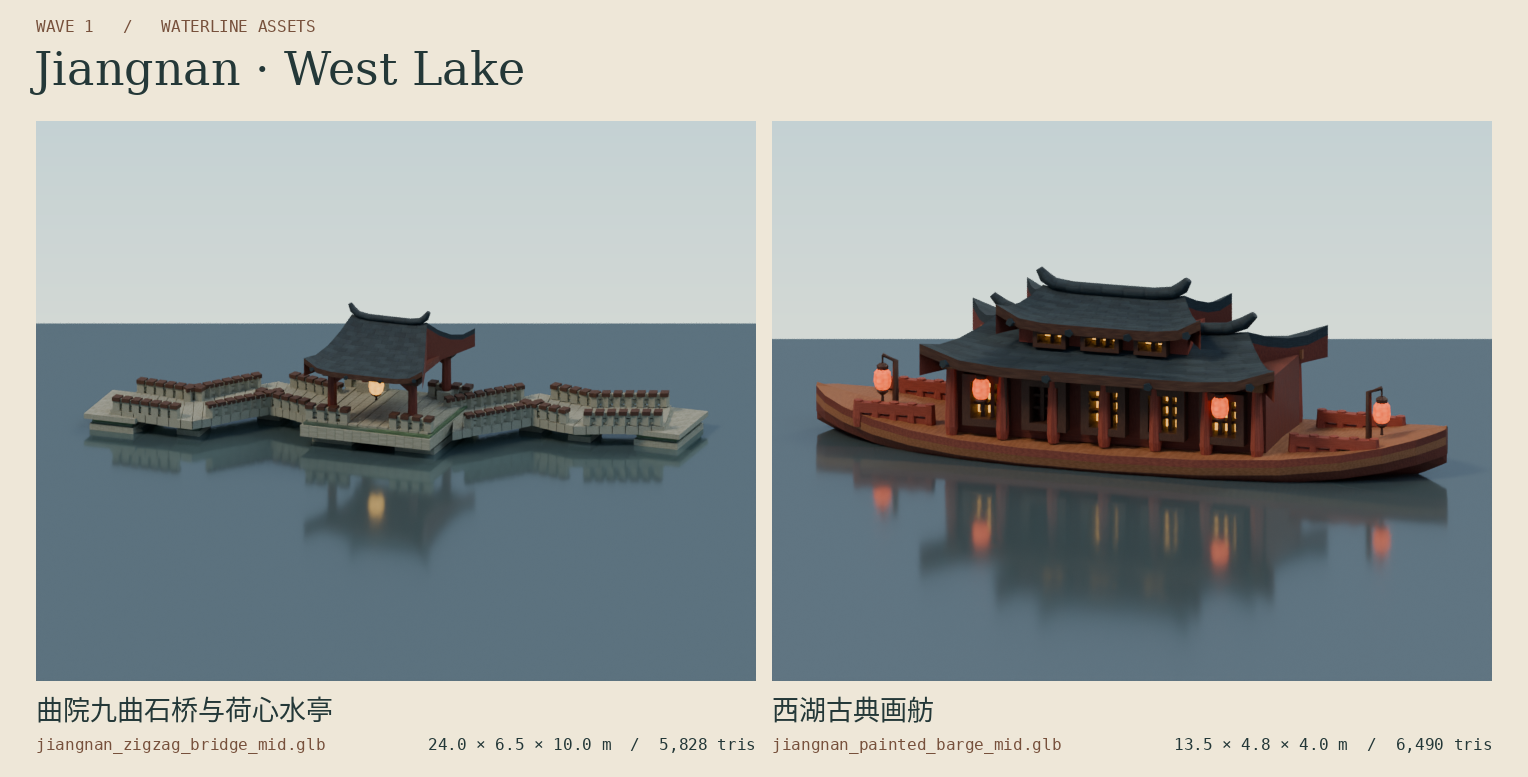 WAVE 1 / WATERLINE ASSETS
Jiangnan · West Lake
曲院九曲石桥与荷心水亭
jiangnan_zigzag_bridge_mid.glb 24.0 × 6.5 × 10.0 m / 5,828 tris
西湖古典画舫
jiangnan_painted_barge_mid.glb 13.5 × 4.8 × 4.0 m / 6,490 tris